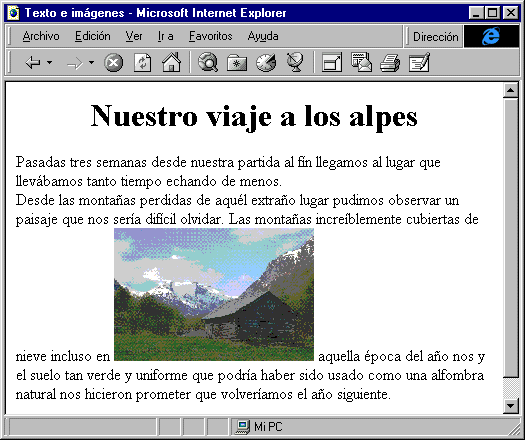 Texto e imágenes - Microsoft Internet Explorer
Archivo Edición Ver Ir a Favoritos Ayuda Dirección
Nuestro viaje a los alpes
Pasadas tres semanas desde nuestra partida al fín llegamos al lugar que
llevábamos tanto tiempo echando de menos.
Desde las montañas perdidas de aquél extraño lugar pudimos observar un
paisaje que nos sería difícil olvidar. Las montañas increíblemente cubiertas de
nieve incluso en aquella época del año nos y
el suelo tan verde y uniforme que podría haber sido usado como una alfombra
natural nos hicieron prometer que volveríamos el año siguiente.
Mi PC